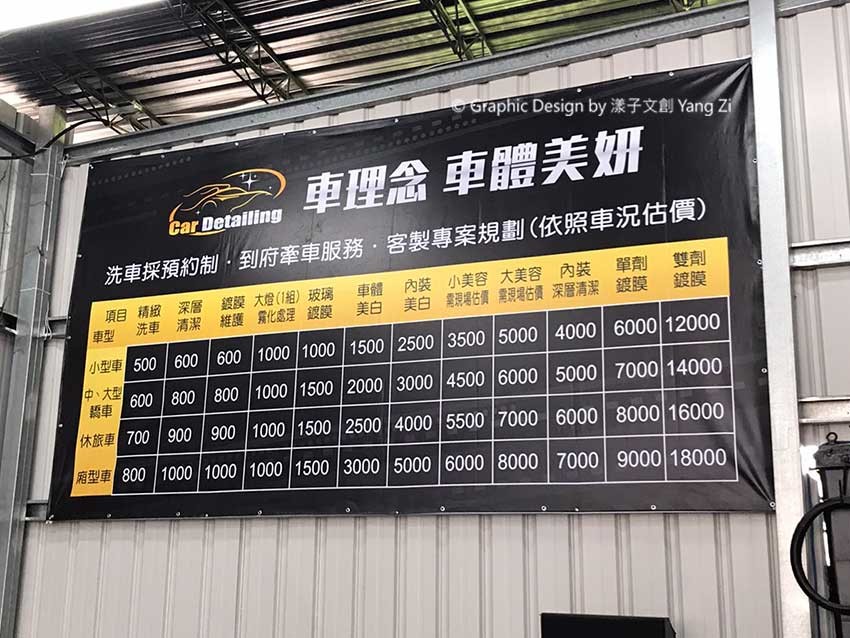 © Graphic Design by 漾子文創 Yang Zi
Car Detailing
車理念 車體美妍
洗車採預約制 · 到府牽車服務 · 客製專案規劃(依照車況估價)
項目 車型 精緻洗車 深層清潔 鍍膜維護 大燈(1組)霧化處理 玻璃鍍膜 車體美白 內裝美白 小美容需現場估價 大美容需現場估價 內裝深層清潔 單劑鍍膜 雙劑鍍膜
小型車 500 600 600 1000 1000 1500 2500 3500 5000 4000 6000 12000
中、大型轎車 600 800 800 1000 1500 2000 3000 4500 6000 5000 7000 14000
休旅車 700 900 900 1000 1500 2500 4000 5500 7000 6000 8000 16000
廂型車 800 1000 1000 1000 1500 3000 5000 6000 8000 7000 9000 18000